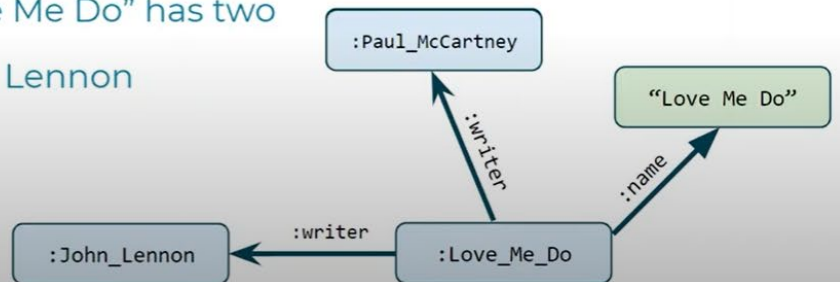 e Me Do” has two
Lennon
:Paul_McCartney
“Love Me Do”
:writer
:name
:writer
:John_Lennon
:Love_Me_Do